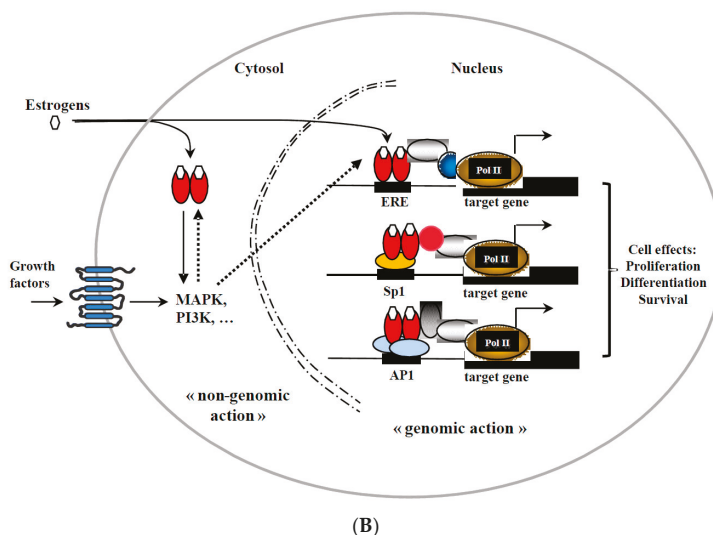 Cytosol
Nucleus
Estrogens
Pol II
ERE
target gene
Growth
factors
MAPK,
PI3K, ...
Pol II
Sp1
target gene
Cell effects:
Proliferation
Differentiation
Survival
Pol II
AP1
target gene
« non-genomic
action »
« genomic action »
(B)